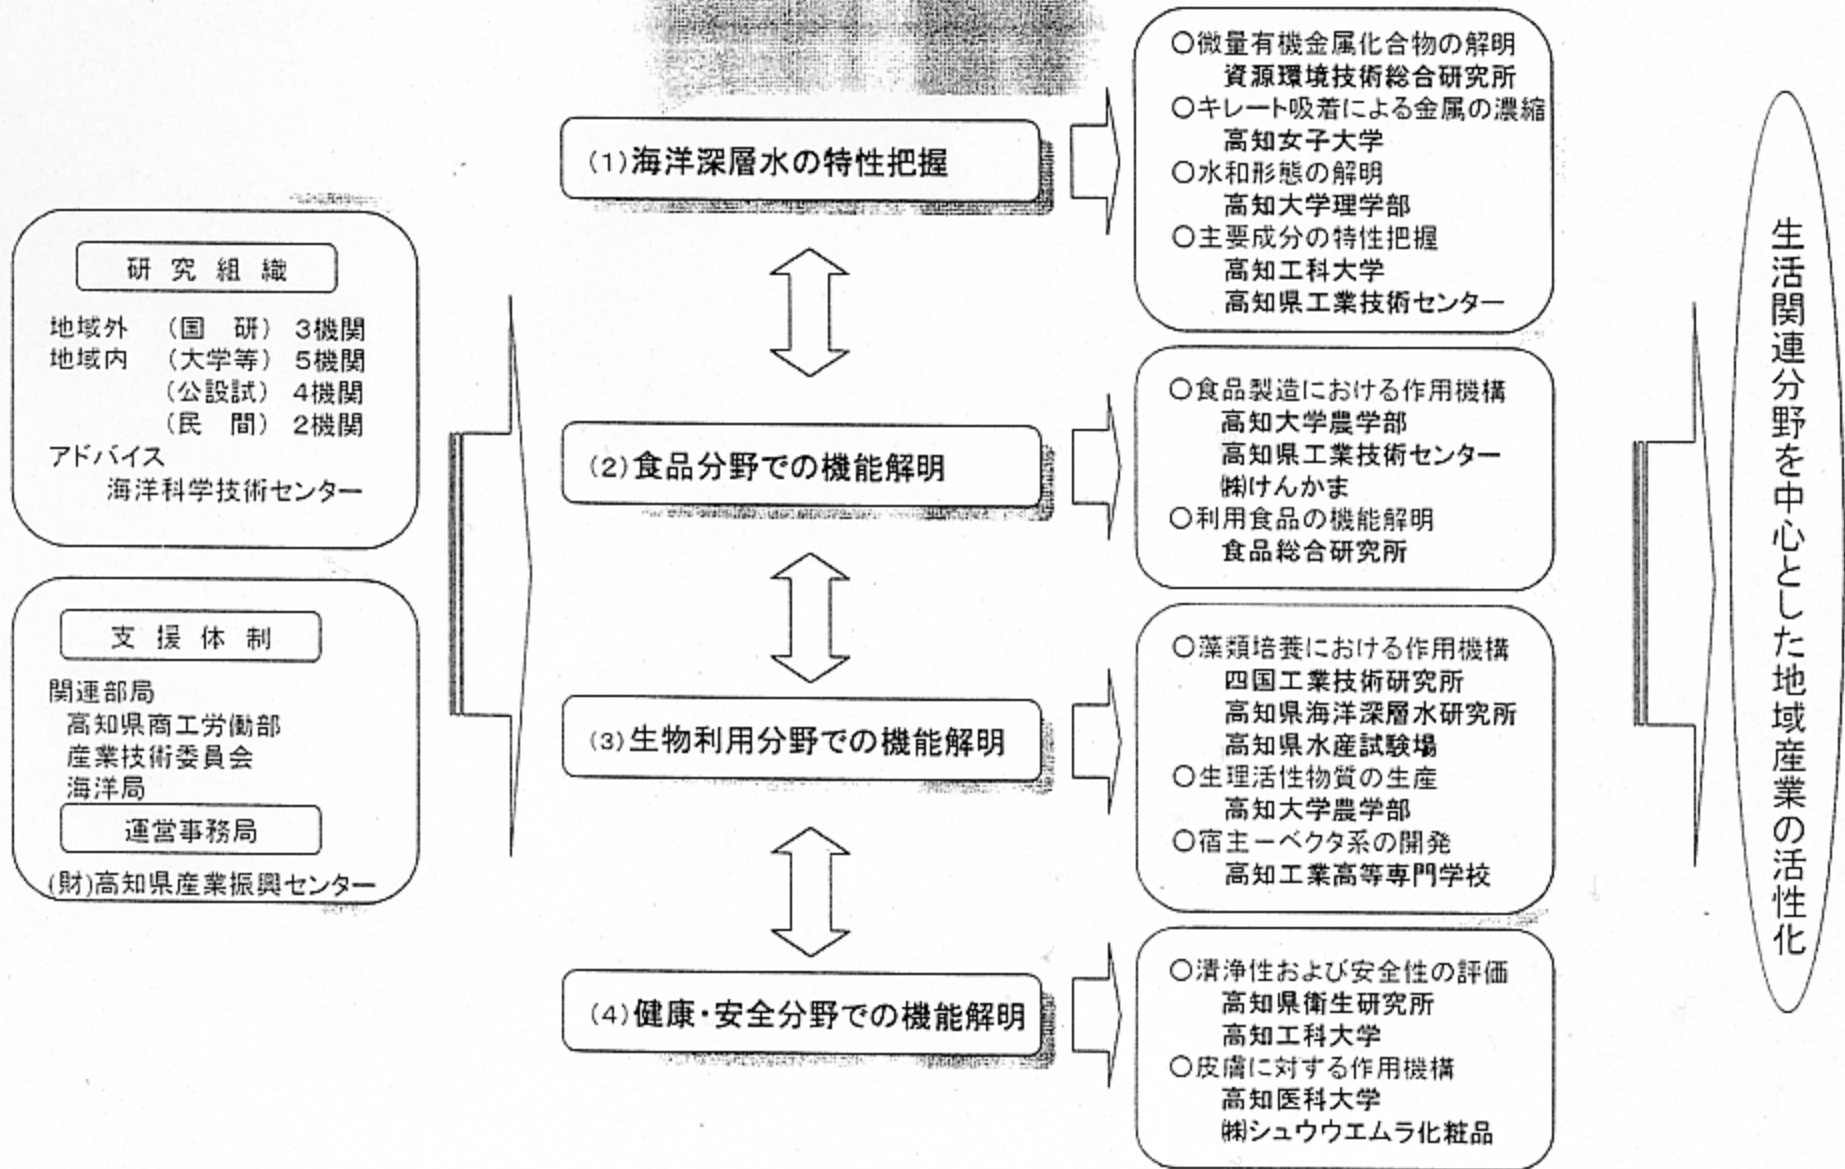 研究組織
地域外 (国 研) 3機関
地域内 (大学等) 5機関
(公設試) 4機関
(民 間) 2機関
アドバイス
海洋科学技術センター
支援体制
関連部局
高知県商工労働部
産業技術委員会
海洋局
運営事務局
(財)高知県産業振興センター
(1)海洋深層水の特性把握
(2)食品分野での機能解明
(3)生物利用分野での機能解明
(4)健康・安全分野での機能解明
○微量有機金属化合物の解明
資源環境技術総合研究所
○キレート吸着による金属の濃縮
高知女子大学
○水和形態の解明
高知大学理学部
○主要成分の特性把握
高知工科大学
高知県工業技術センター
○食品製造における作用機構
高知大学農学部
高知県工業技術センター
㈱けんかま
○利用食品の機能解明
食品総合研究所
○藻類培養における作用機構
四国工業技術研究所
高知県海洋深層水研究所
高知県水産試験場
○生理活性物質の生産
高知大学農学部
○宿主ーベクタ系の開発
高知工業高等専門学校
○清浄性および安全性の評価
高知県衛生研究所
高知工科大学
○皮膚に対する作用機構
高知医科大学
㈱シュウウエムラ化粧品
生活関連分野を中心とした地域産業の活性化